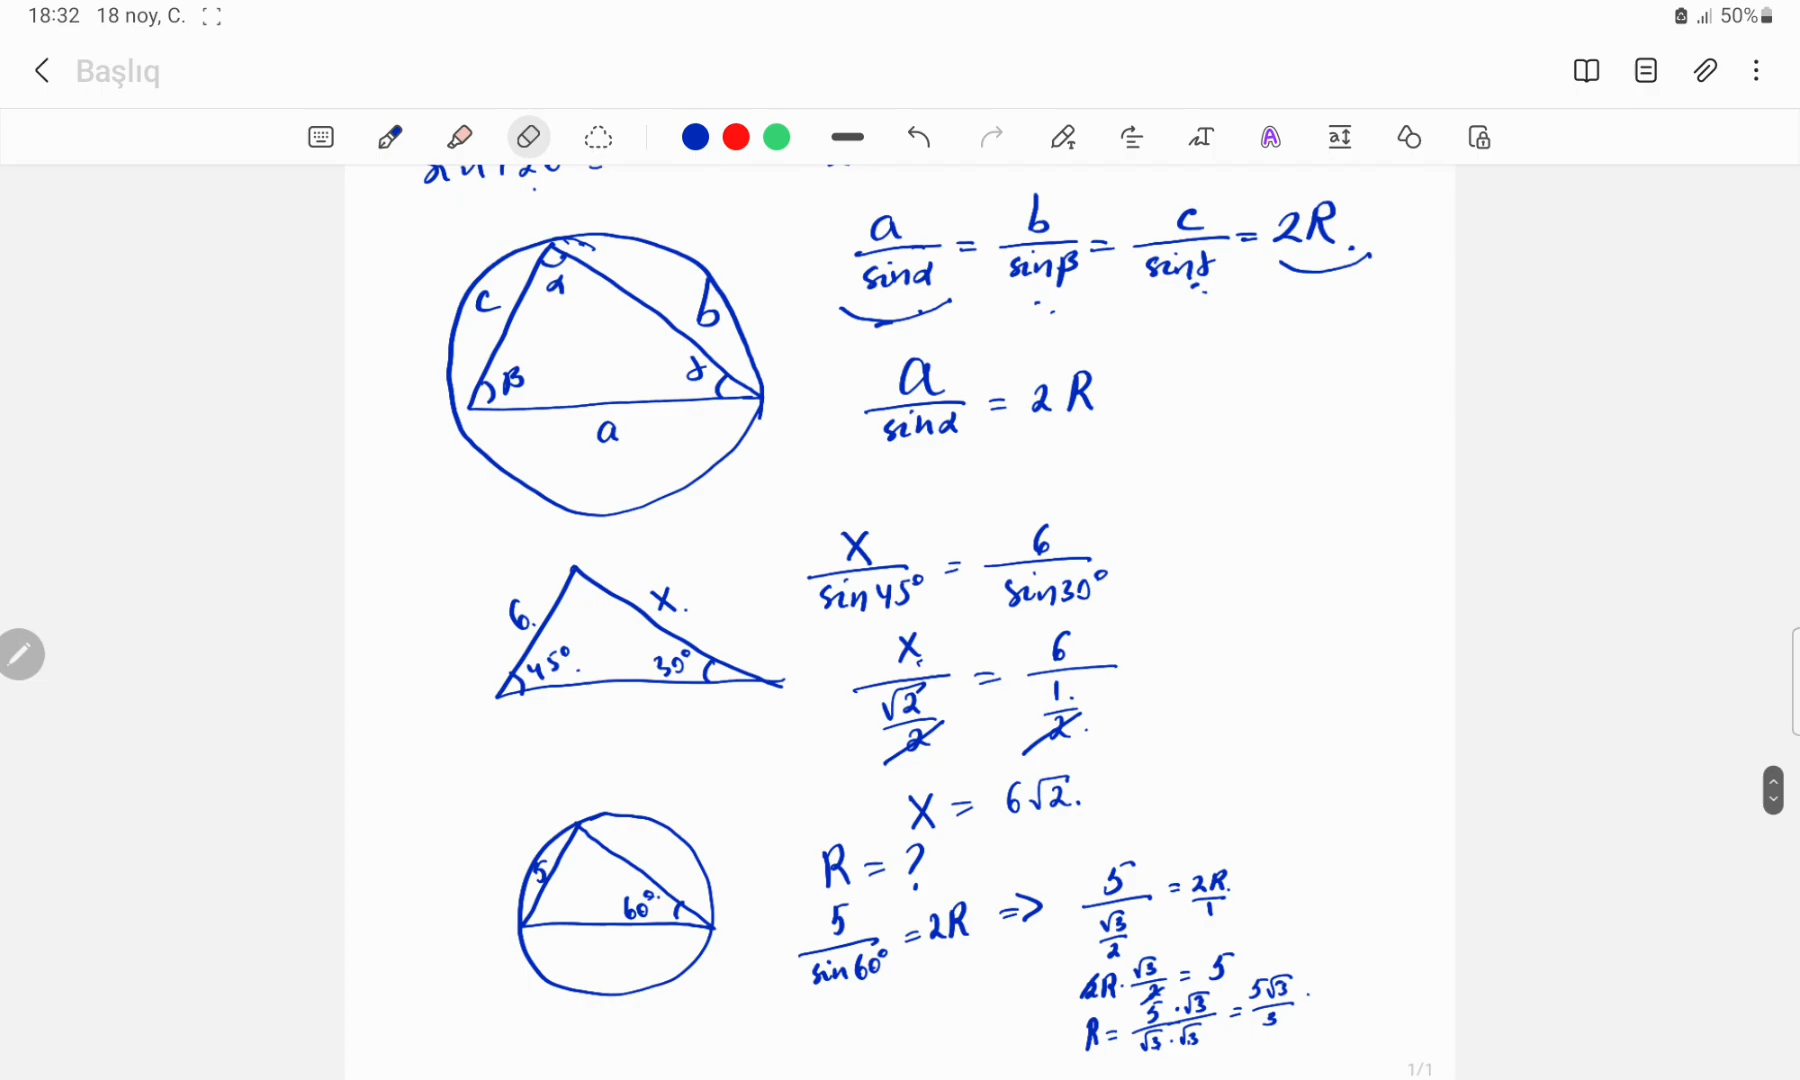 18:32 18 noy, C. 50%
Başlıq
a/sinα = b/sinβ = c/sinγ = 2R.
c α b
β γ
a
a/sinα = 2R
6. x.
45°. 30°
x/sin45° = 6/sin30°
x/(√2/2) = 6/(1/2)
x = 6√2.
5 60°
R = ?
5/sin60° = 2R => 5/(√3/2) = 2R/1
2R·√3/2 = 5
R = 5·√3/√3·√3 = 5√3/3.
1/1